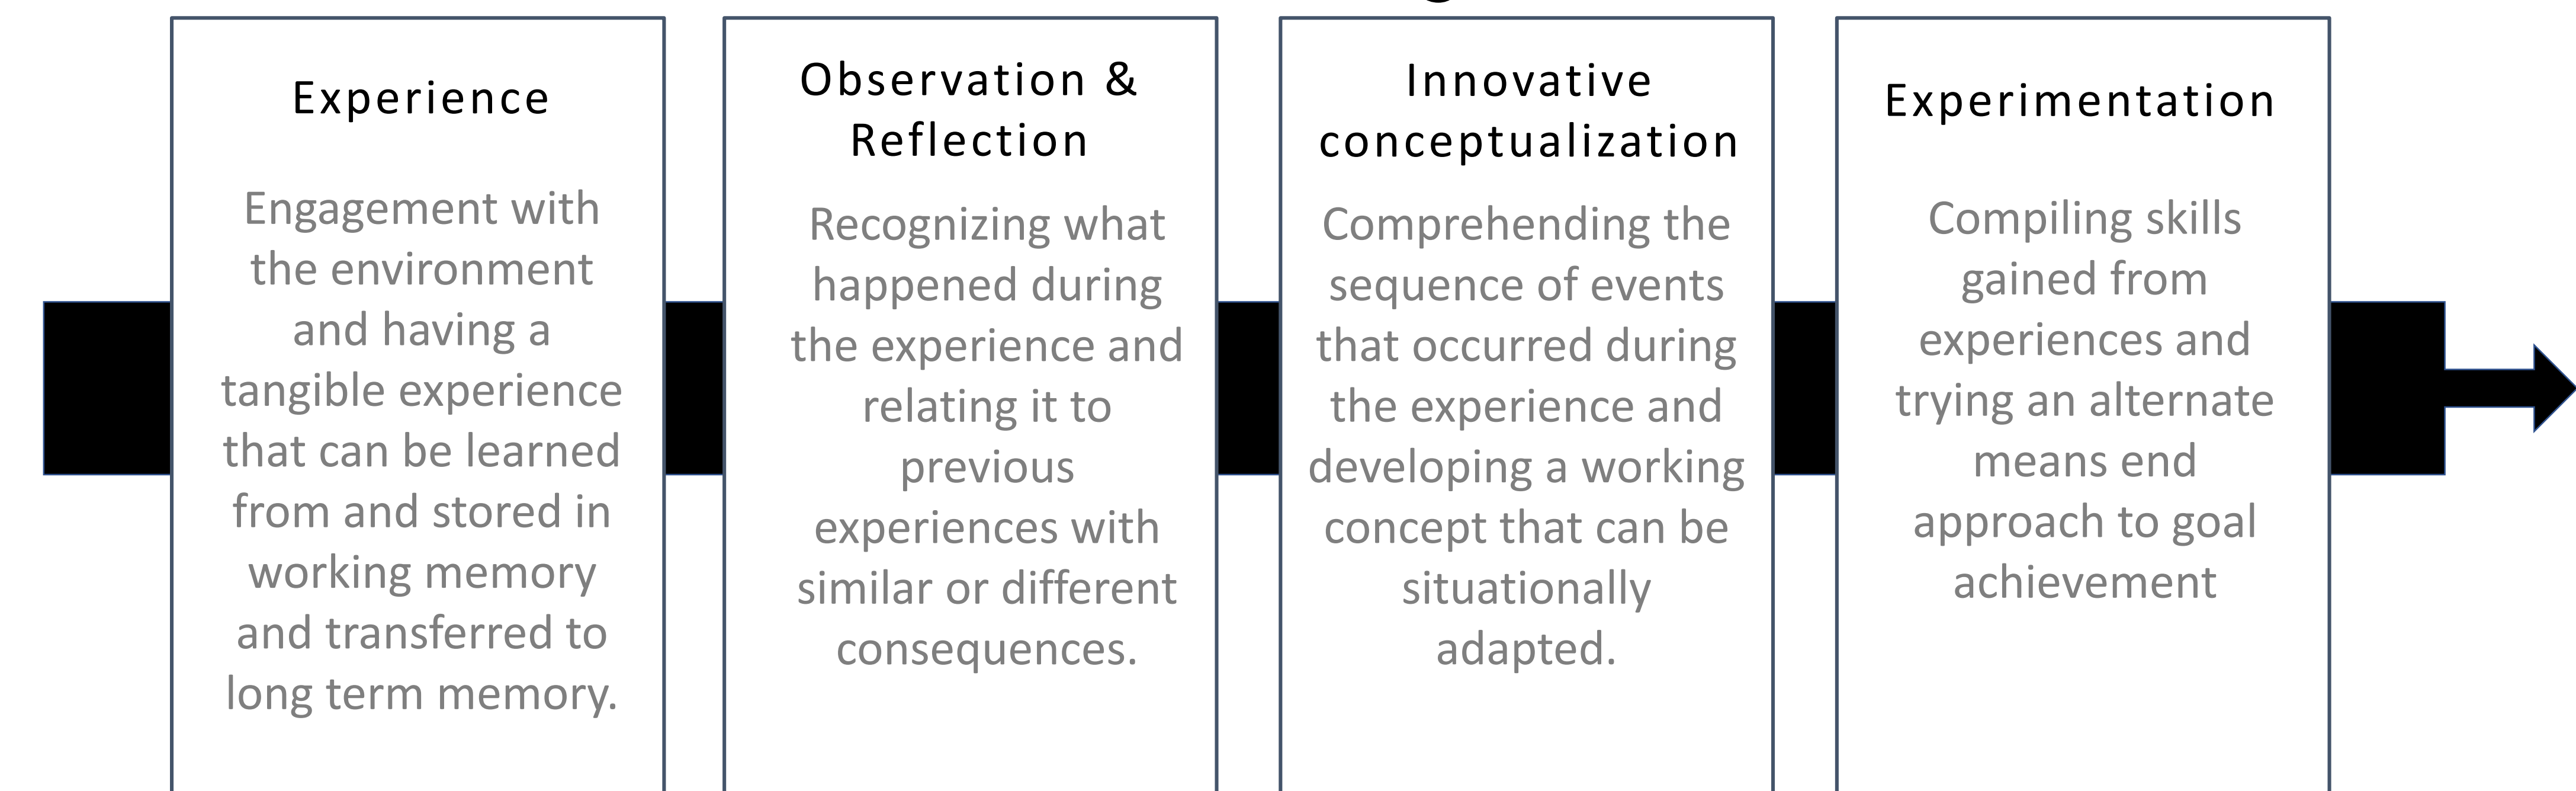 Experience
Engagement with
the environment
and having a
tangible experience
that can be learned
from and stored in
working memory
and transferred to
long term memory.
Observation &
Reflection
Recognizing what
happened during
the experience and
relating it to
previous
experiences with
similar or different
consequences.
Innovative
conceptualization
Comprehending the
sequence of events
that occurred during
the experience and
developing a working
concept that can be
situationally
adapted.
Experimentation
Compiling skills
gained from
experiences and
trying an alternate
means end
approach to goal
achievement